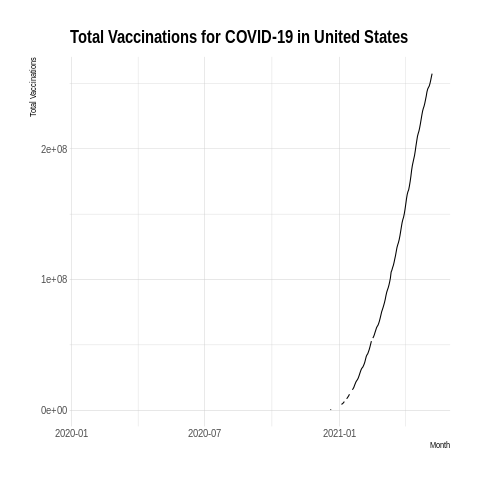 Total Vaccinations for COVID-19 in United States
Total Vaccinations
2e+08
1e+08
0e+00
2020-01
2020-07
2021-01
Month